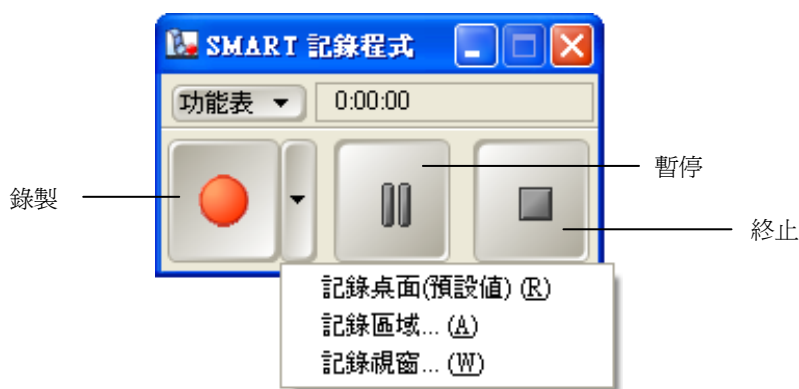 SMART 記錄程式
功能表
0:00:00
暫停
錄製
終止
記錄桌面(預設值) (R)
記錄區域... (A)
記錄視窗... (W)